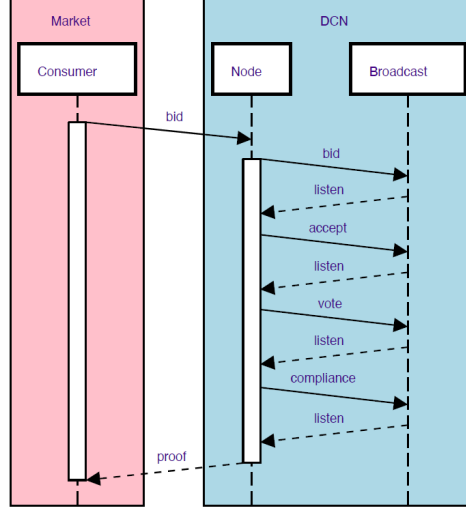 Market
DCN
Consumer
Node
Broadcast
bid
bid
listen
accept
listen
vote
listen
compliance
listen
proof